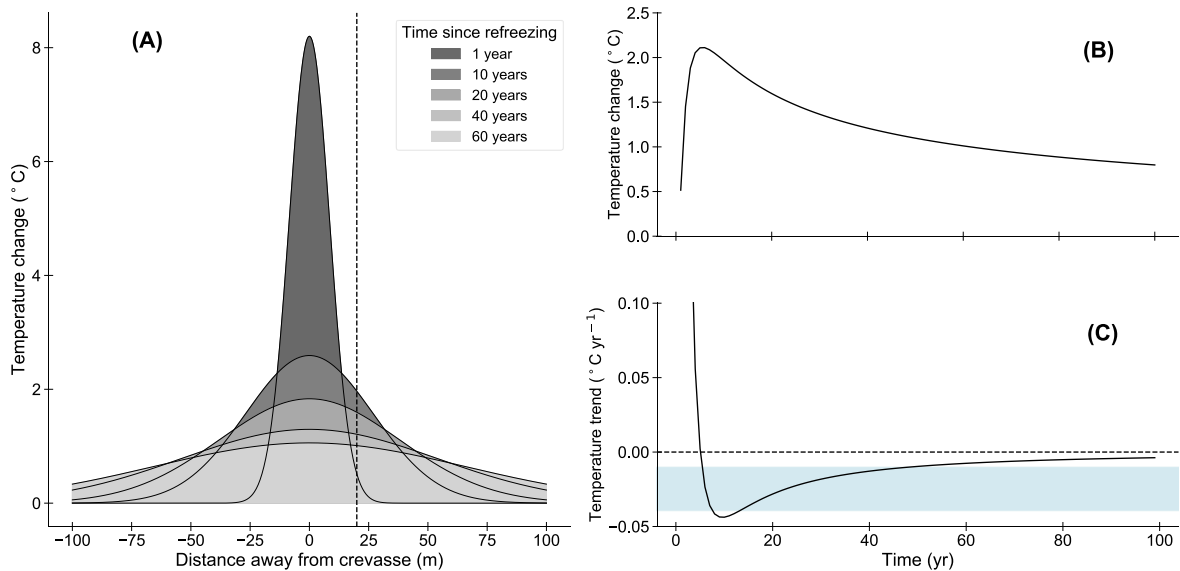 (A)
Time since refreezing
1 year
10 years
20 years
40 years
60 years
Temperature change (°C)
8
6
4
2
0
−100
−75
−50
−25
0
25
50
75
100
Distance away from crevasse (m)
(B)
Temperature change (°C)
2.5
2.0
1.5
1.0
0.5
0.0
(C)
Temperature trend (°C yr⁻¹)
0.10
0.05
0.00
−0.05
0
20
40
60
80
100
Time (yr)